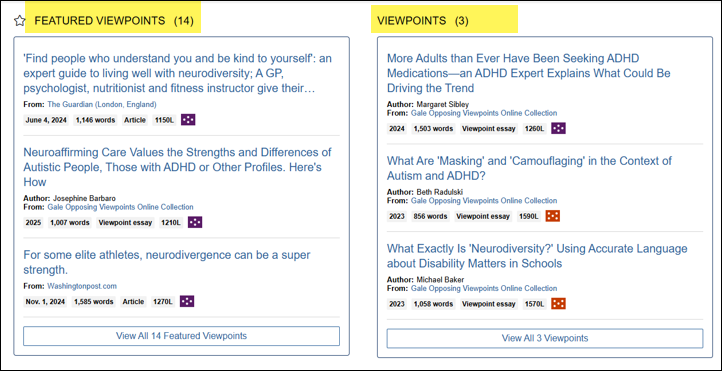 FEATURED VIEWPOINTS (14)
'Find people who understand you and be kind to yourself': an
expert guide to living well with neurodiversity; A GP,
psychologist, nutritionist and fitness instructor give their…
From: The Guardian (London, England)
June 4, 2024 1,146 words Article 1150L
Neuroaffirming Care Values the Strengths and Differences of
Autistic People, Those with ADHD or Other Profiles. Here's
How
Author: Josephine Barbaro
From: Gale Opposing Viewpoints Online Collection
2025 1,007 words Viewpoint essay 1210L
For some elite athletes, neurodivergence can be a super
strength.
From: Washingtonpost.com
Nov. 1, 2024 1,585 words Article 1270L
View All 14 Featured Viewpoints
VIEWPOINTS (3)
More Adults than Ever Have Been Seeking ADHD
Medications—an ADHD Expert Explains What Could Be
Driving the Trend
Author: Margaret Sibley
From: Gale Opposing Viewpoints Online Collection
2024 1,503 words Viewpoint essay 1260L
What Are 'Masking' and 'Camouflaging' in the Context of
Autism and ADHD?
Author: Beth Radulski
From: Gale Opposing Viewpoints Online Collection
2023 856 words Viewpoint essay 1590L
What Exactly Is 'Neurodiversity?' Using Accurate Language
about Disability Matters in Schools
Author: Michael Baker
From: Gale Opposing Viewpoints Online Collection
2023 1,058 words Viewpoint essay 1570L
View All 3 Viewpoints